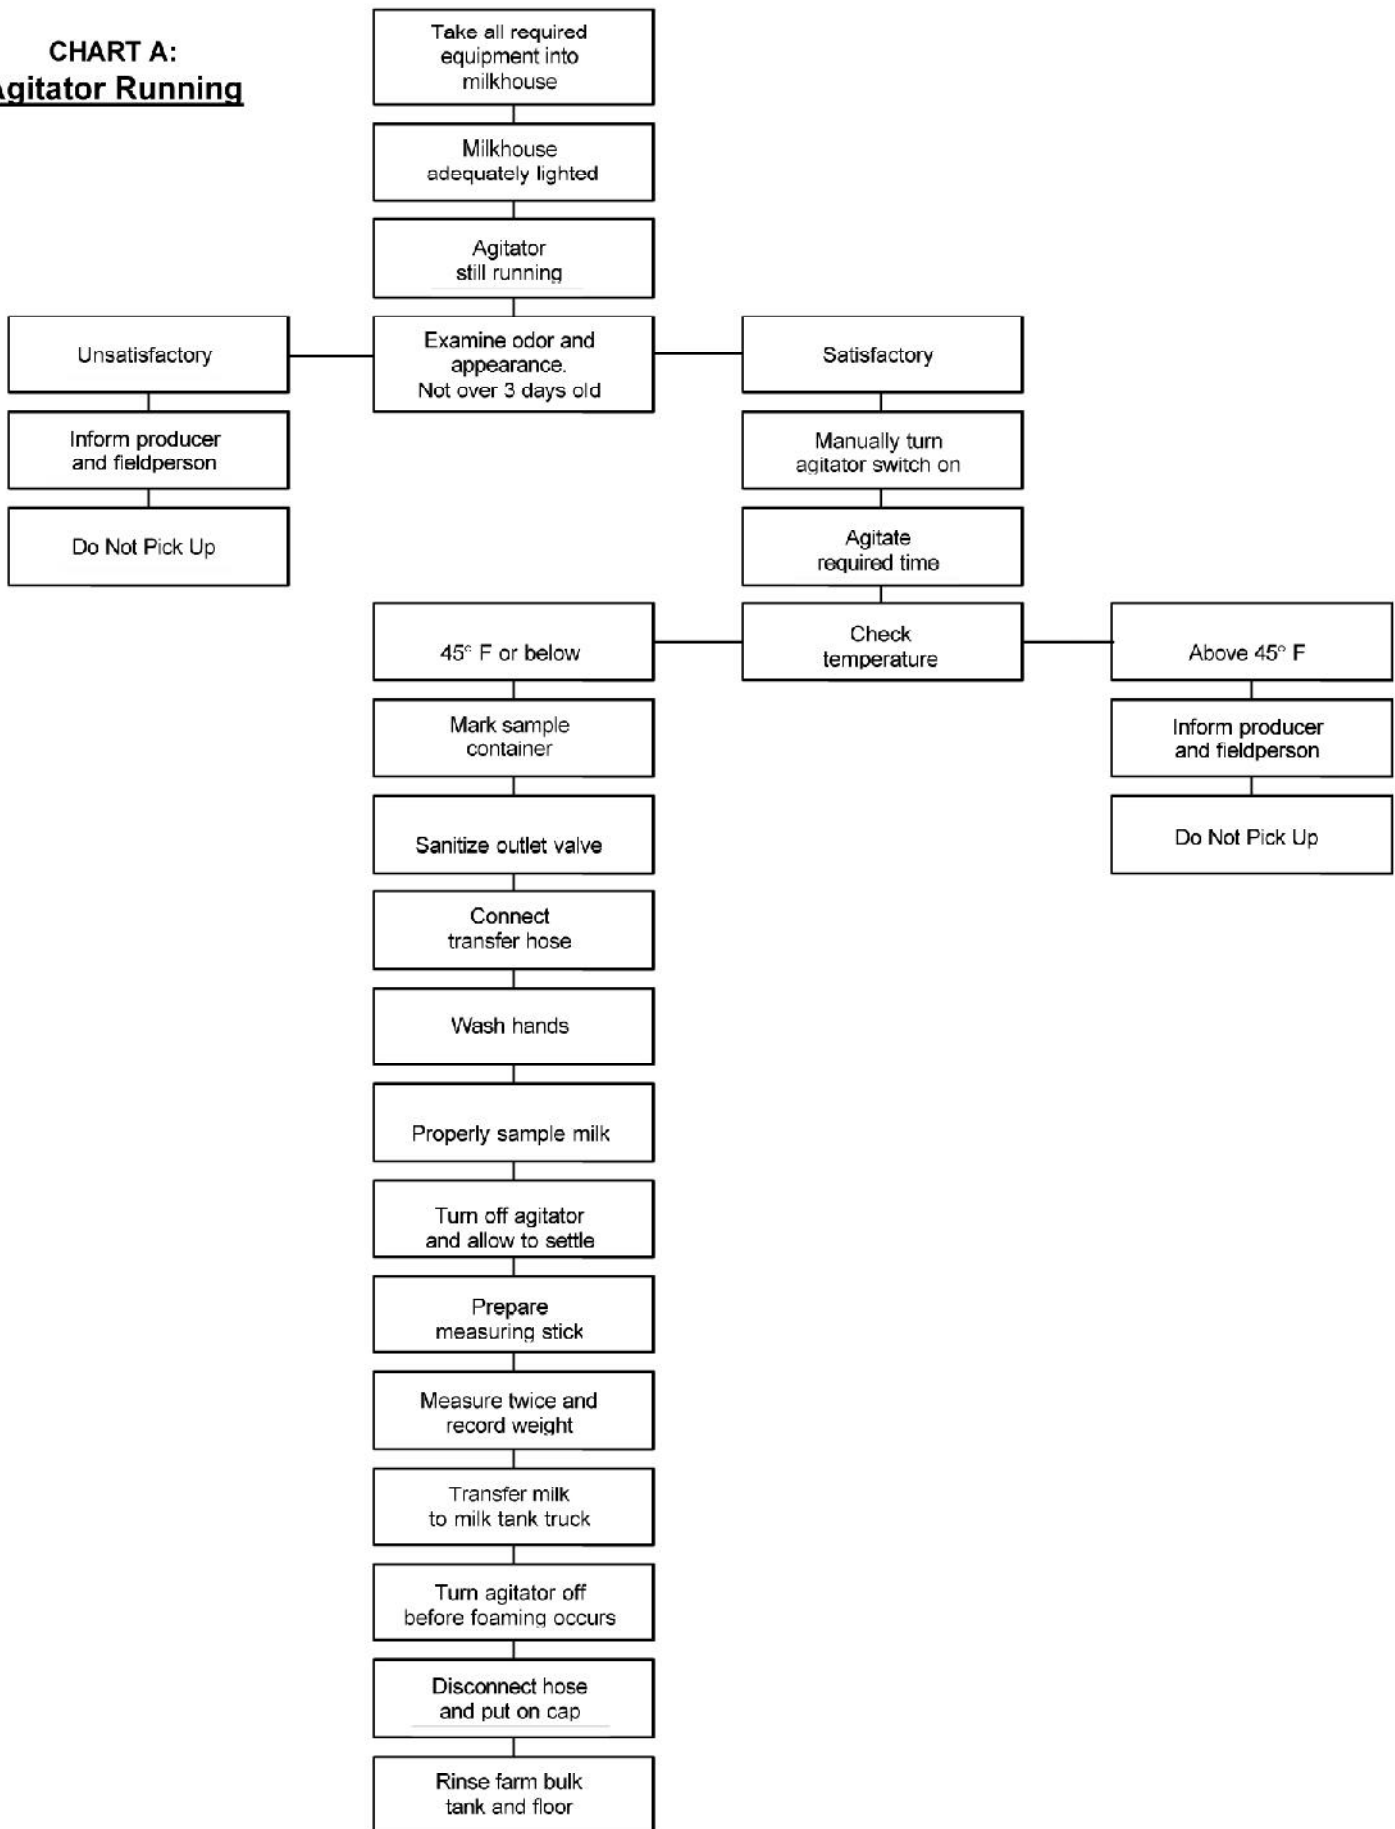 CHART A:
Agitator Running
Take all required
equipment into
milkhouse
Milkhouse
adequately lighted
Agitator
still running
Examine odor and
appearance.
Not over 3 days old
Unsatisfactory
Inform producer
and fieldperson
Do Not Pick Up
Satisfactory
Manually turn
agitator switch on
Agitate
required time
Check
temperature
45° F or below
Mark sample
container
Sanitize outlet valve
Connect
transfer hose
Wash hands
Properly sample milk
Turn off agitator
and allow to settle
Prepare
measuring stick
Measure twice and
record weight
Transfer milk
to milk tank truck
Turn agitator off
before foaming occurs
Disconnect hose
and put on cap
Rinse farm bulk
tank and floor
Above 45° F
Inform producer
and fieldperson
Do Not Pick Up